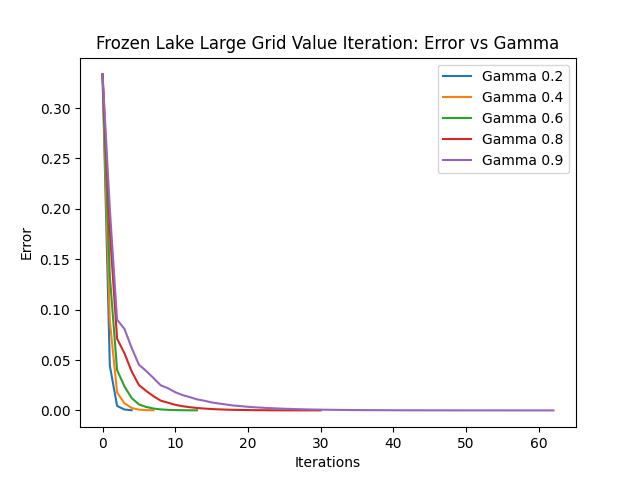 Frozen Lake Large Grid Value Iteration: Error vs Gamma
Gamma 0.2
Gamma 0.4
Gamma 0.6
Gamma 0.8
Gamma 0.9
Error
0.30
0.25
0.20
0.15
0.10
0.05
0.00
0 10 20 30 40 50 60
Iterations